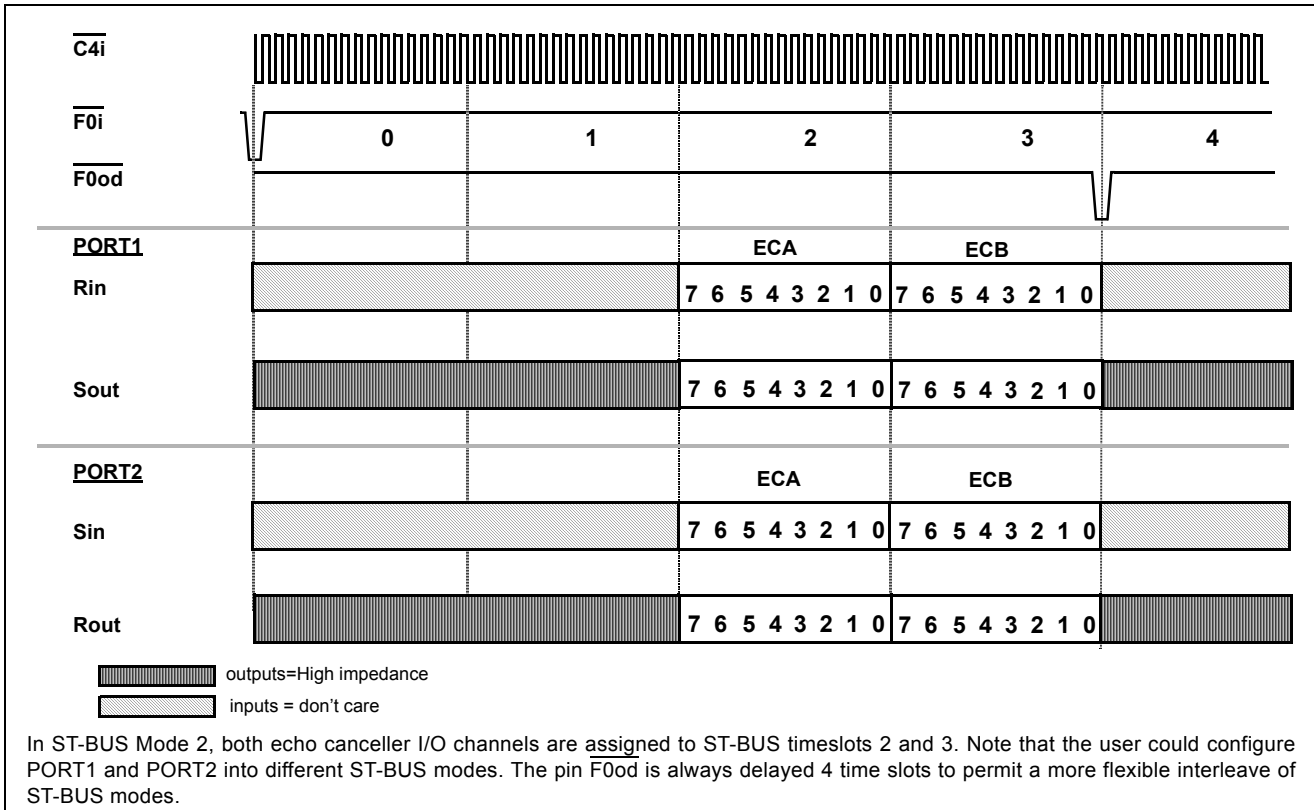 C4i
F0i
0 1 2 3 4
F0od
PORT1
ECA ECB
Rin
7 6 5 4 3 2 1 0 7 6 5 4 3 2 1 0
Sout
7 6 5 4 3 2 1 0 7 6 5 4 3 2 1 0
PORT2
ECA ECB
Sin
7 6 5 4 3 2 1 0 7 6 5 4 3 2 1 0
Rout
7 6 5 4 3 2 1 0 7 6 5 4 3 2 1 0
outputs=High impedance
inputs = don't care
In ST-BUS Mode 2, both echo canceller I/O channels are assigned to ST-BUS timeslots 2 and 3. Note that the user could configure
PORT1 and PORT2 into different ST-BUS modes. The pin F0od is always delayed 4 time slots to permit a more flexible interleave of
ST-BUS modes.